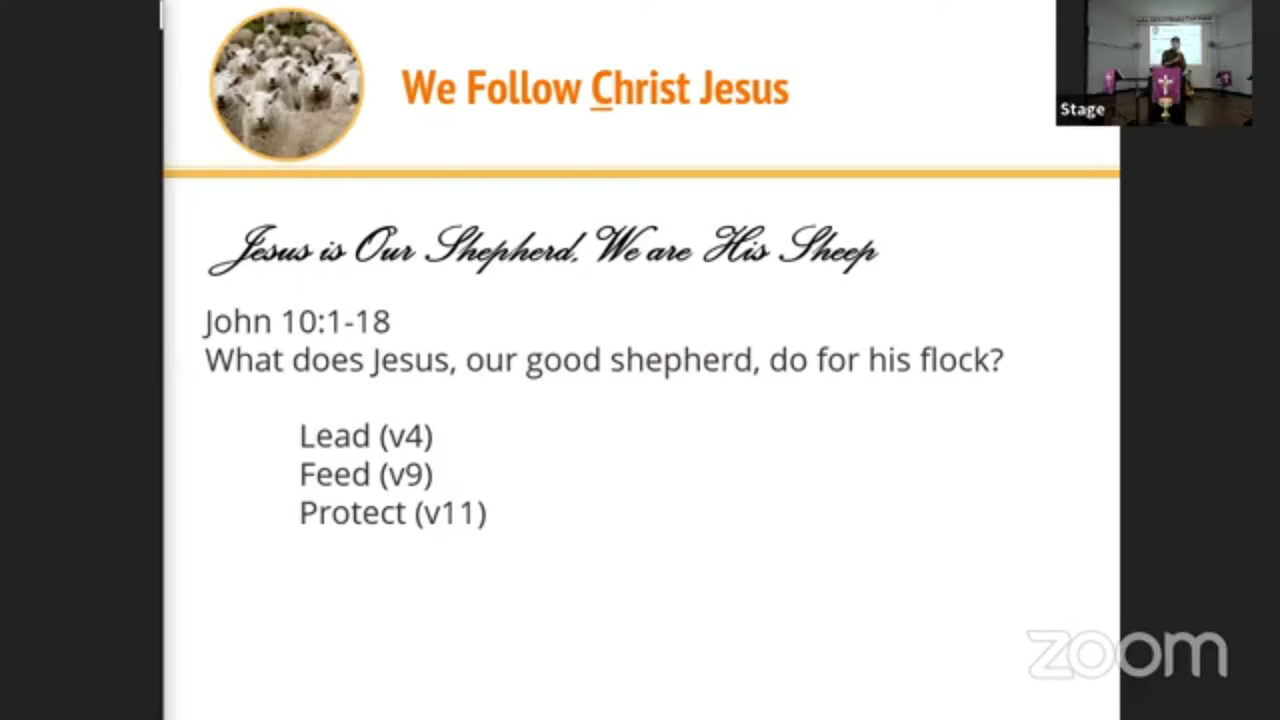 We Follow Christ Jesus
Stage
Jesus is Our Shepherd, We are His Sheep
John 10:1-18
What does Jesus, our good shepherd, do for his flock?
Lead (v4)
Feed (v9)
Protect (v11)
zoom